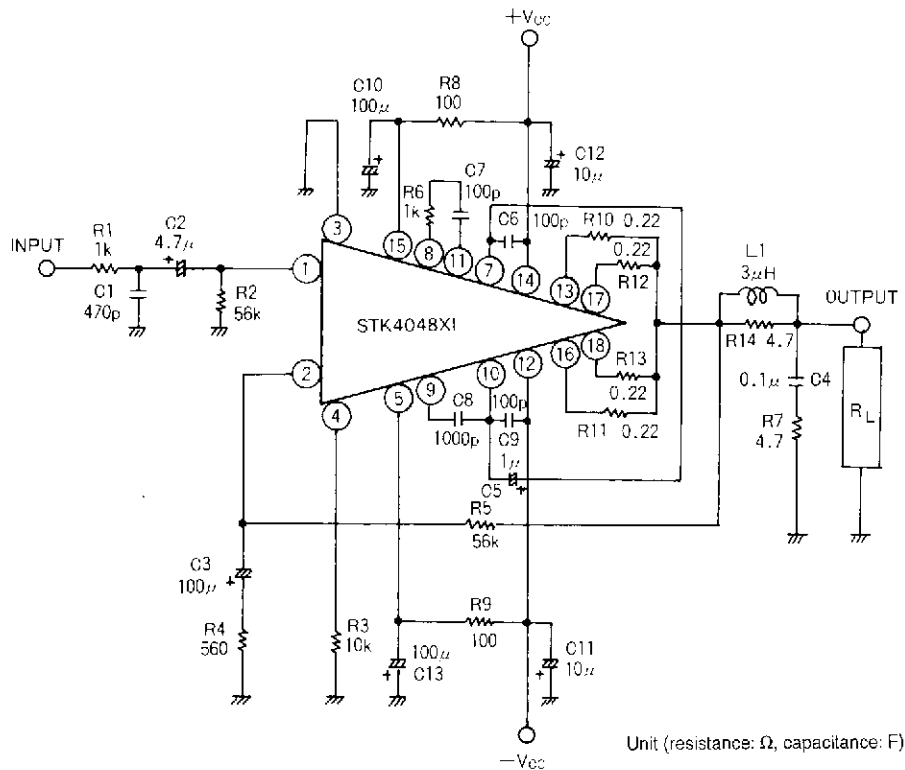 +Vcc
C10
100μ
R8
100
C12
10μ
R6
1k
C7
100p
C6
100p
R10 0.22
0.22
R12
3
15
8
11
7
14
13
17
INPUT
R1
1k
C2
4.7μ
C1
470p
R2
56k
1
STK4048XI
2
4
5
9
10
12
16
18
L1
3μH
OUTPUT
R14 4.7
R13
0.22
R11 0.22
C8
1000p
100p
C9
1μ
C5
0.1μ
C4
R7
4.7
RL
R5
56k
C3
100μ
R4
560
R3
10k
R9
100
100μ
C13
C11
10μ
−Vcc
Unit (resistance: Ω, capacitance: F)